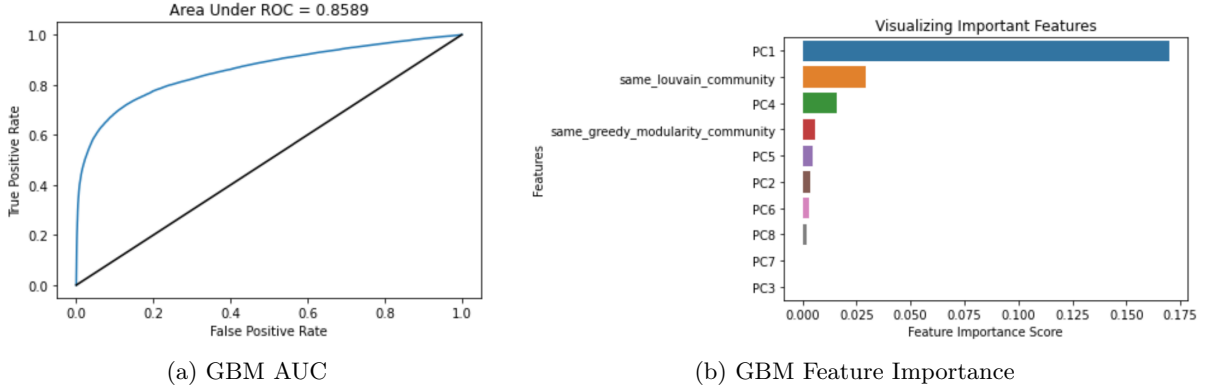 Area Under ROC = 0.8589
1.0
0.8
0.6
0.4
0.2
0.0
True Positive Rate
0.0 0.2 0.4 0.6 0.8 1.0
False Positive Rate
(a) GBM AUC
Visualizing Important Features
PC1
same_louvain_community
PC4
same_greedy_modularity_community
PC5
PC2
PC6
PC8
PC7
PC3
Features
0.000 0.025 0.050 0.075 0.100 0.125 0.150 0.175
Feature Importance Score
(b) GBM Feature Importance